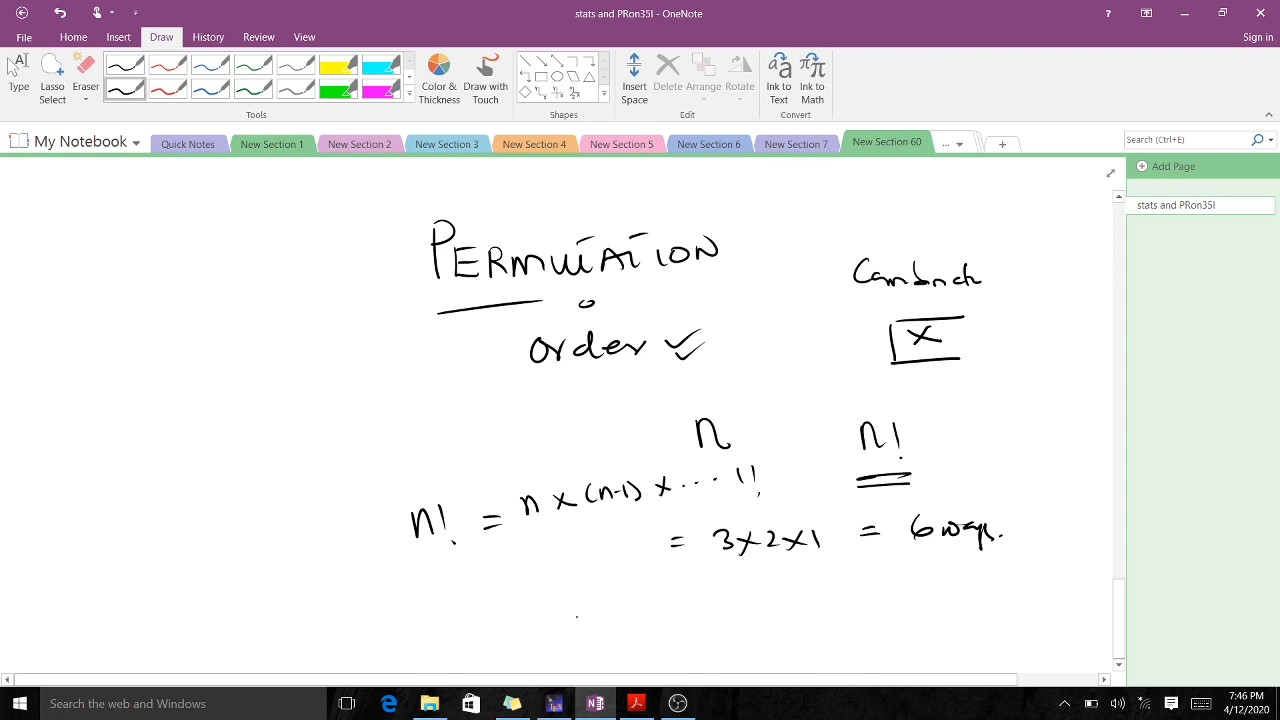 stats and PRon35I - OneNote
File Home Insert Draw History Review View Sign in
Type Lasso Select Eraser Color & Thickness Draw with Touch Insert Space Delete Arrange Rotate Ink to Text Ink to Math
Tools Shapes Edit Convert
My Notebook Quick Notes New Section 1 New Section 2 New Section 3 New Section 4 New Section 5 New Section 6 New Section 7 New Section 60 ... + Search (Ctrl+E)
Add Page
stats and PRon35I
PERMUTATION
order ✓
X
n n!
n! = n × (n-1) × ... 1!
= 3×2×1 = 6 ways.
Search the web and Windows
7:46 PM
4/12/2020